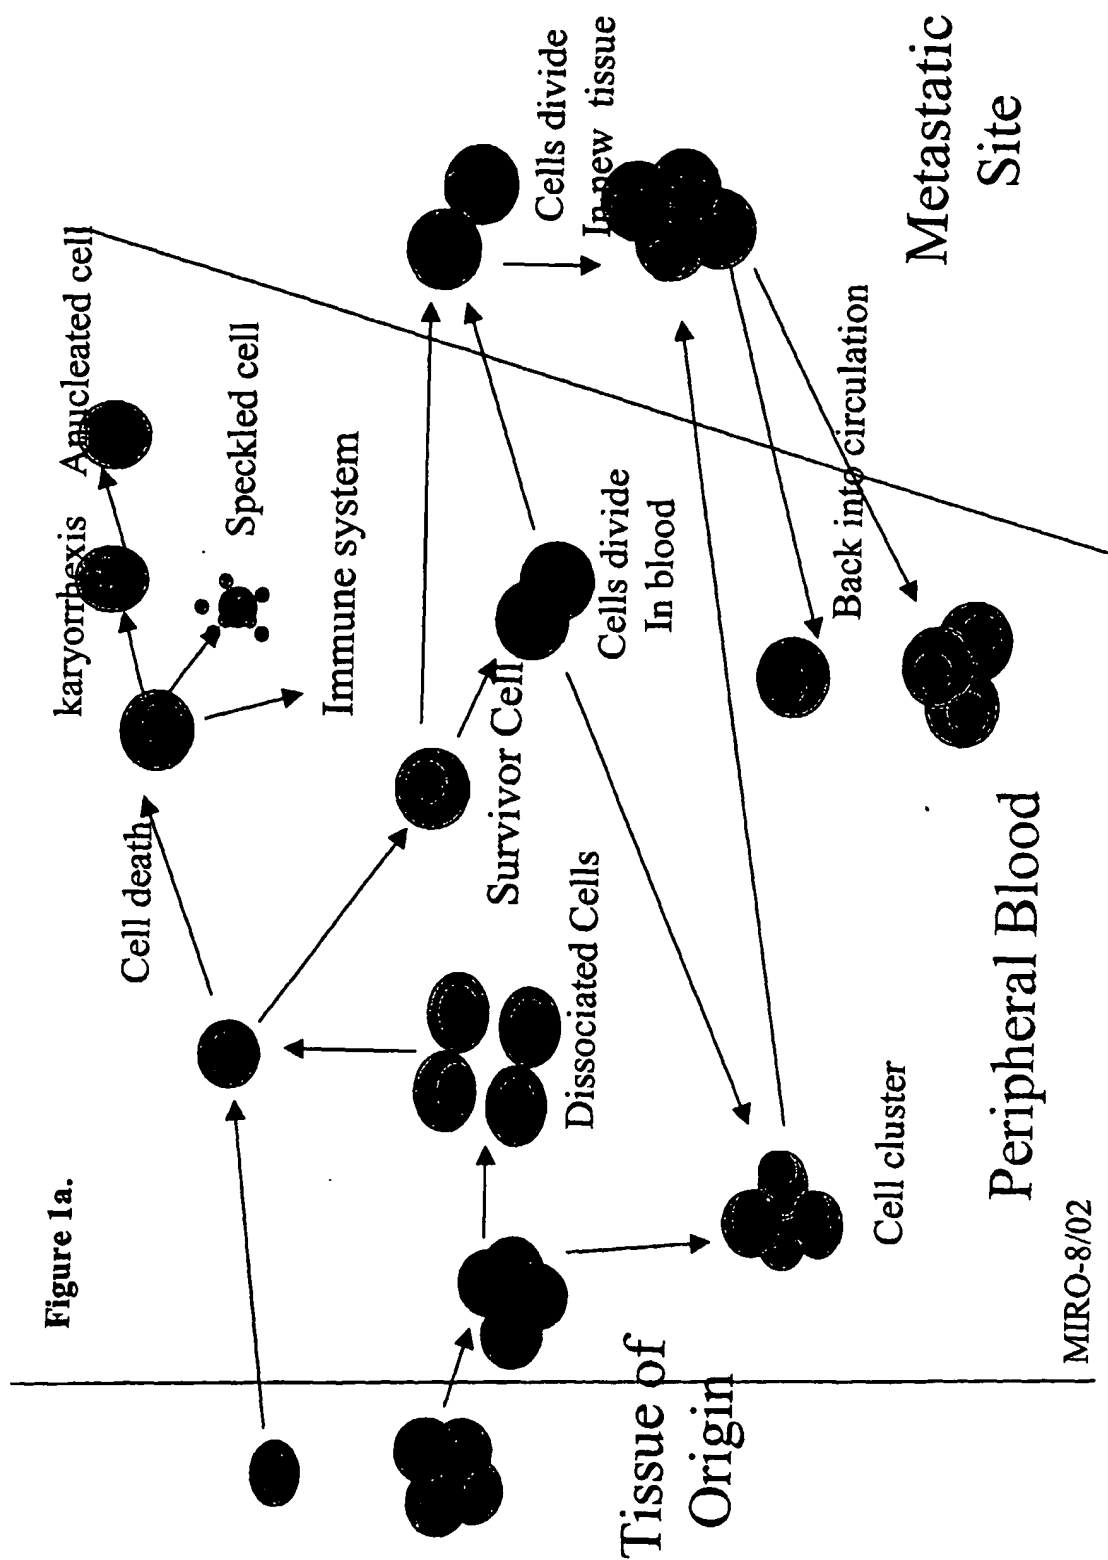 Figure 1a.
Cell death
karyorrhexis
Anucleated cell
Speckled cell
Immune system
Survivor Cell
Cells divide
In blood
Cells divide
In new tissue
Dissociated Cells
Cell cluster
Back into circulation
Tissue of
Origin
Peripheral Blood
Metastatic
Site
MIRO-8/02